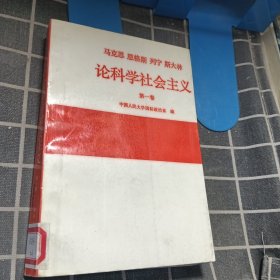 马克思 恩格斯 列宁 斯大林
论科学社会主义
第一卷
中国人民大学国际政治系 编